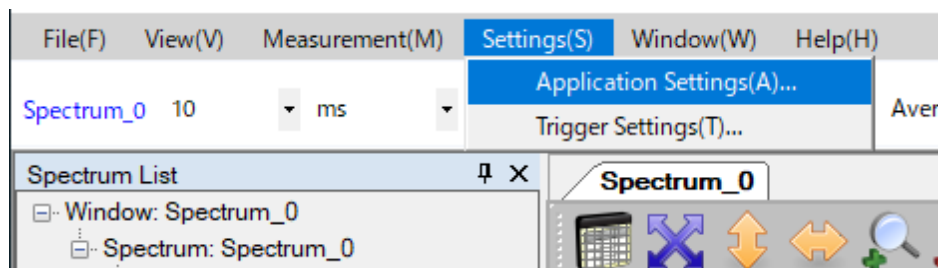 File(F) View(V) Measurement(M) Settings(S) Window(W) Help(H)
Application Settings(A)...
Spectrum_0 10 ms Aver
Trigger Settings(T)...
Spectrum List
Spectrum_0
Window: Spectrum_0
Spectrum: Spectrum_0